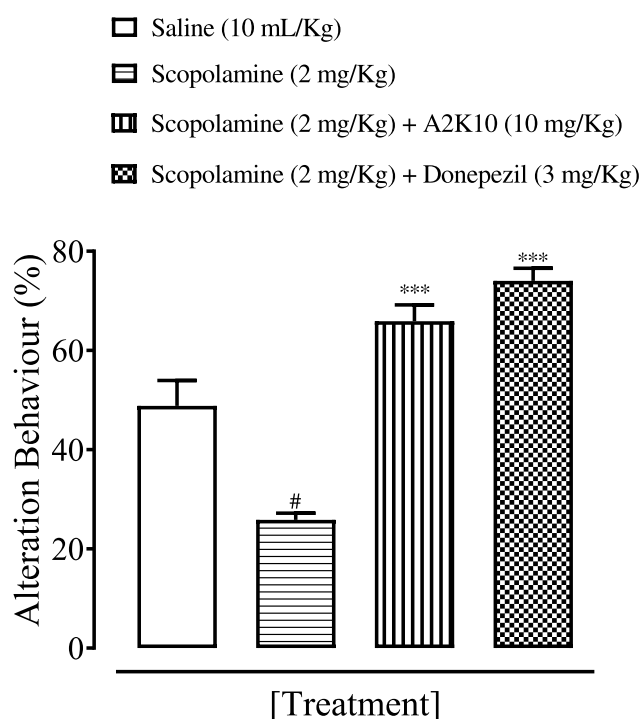 Saline (10 mL/Kg)
Scopolamine (2 mg/Kg)
Scopolamine (2 mg/Kg) + A2K10 (10 mg/Kg)
Scopolamine (2 mg/Kg) + Donepezil (3 mg/Kg)
Alteration Behaviour (%)
80
60
40
20
0
#
***
***
[Treatment]